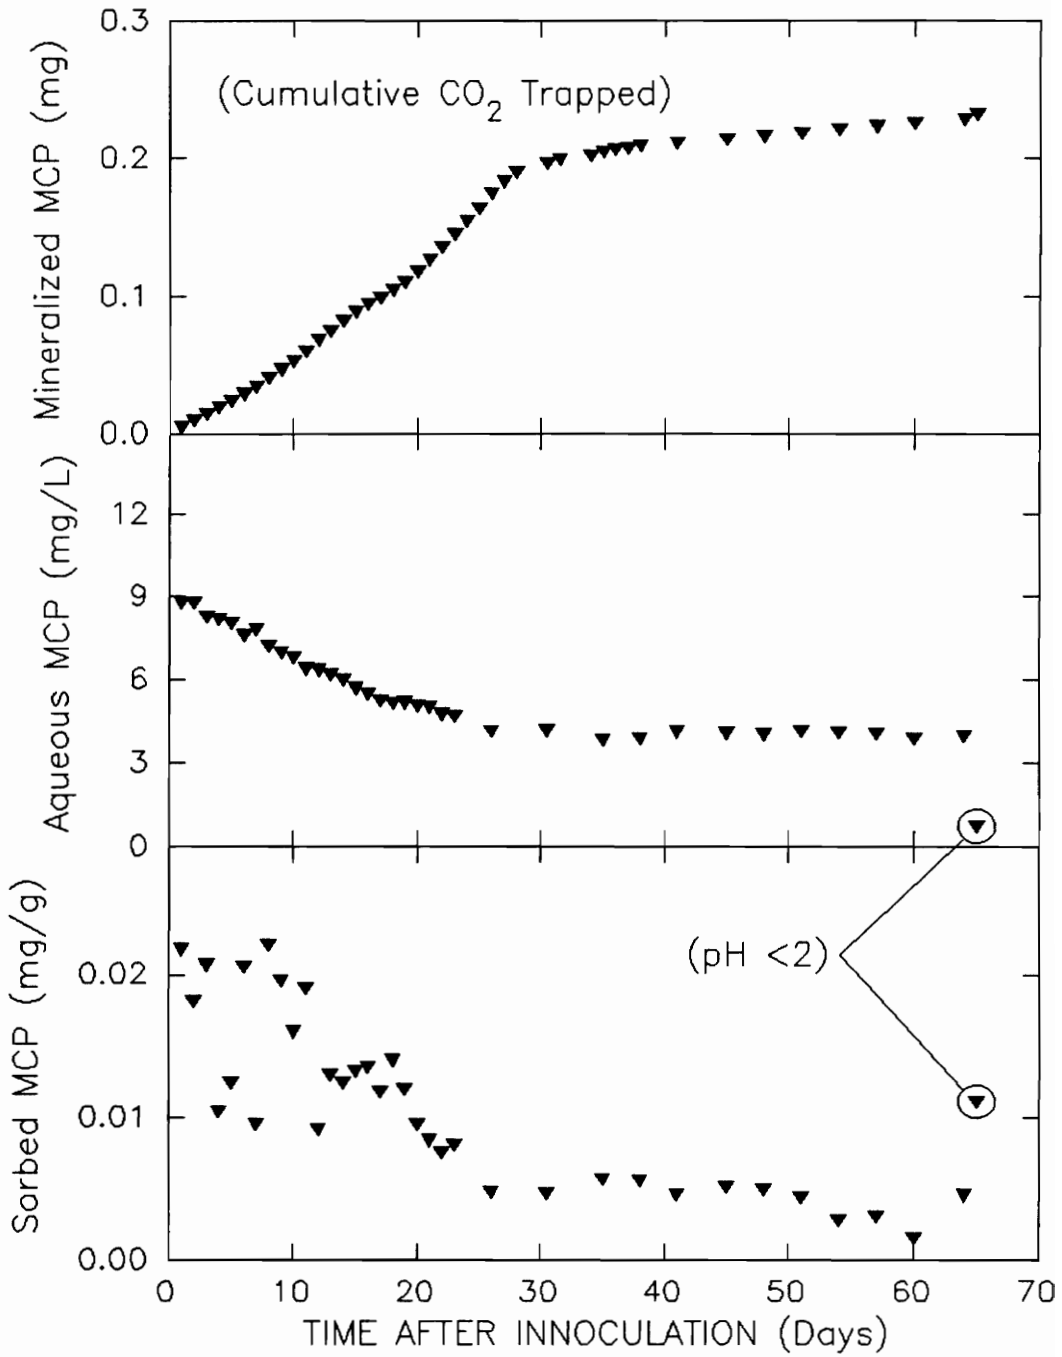 Mineralized MCP (mg)
0.3
0.2
0.1
0.0
(Cumulative CO₂ Trapped)
Aqueous MCP (mg/L)
12
9
6
3
0
Sorbed MCP (mg/g)
0.02
0.01
0.00
(pH <2)
0 10 20 30 40 50 60 70
TIME AFTER INNOCULATION (Days)